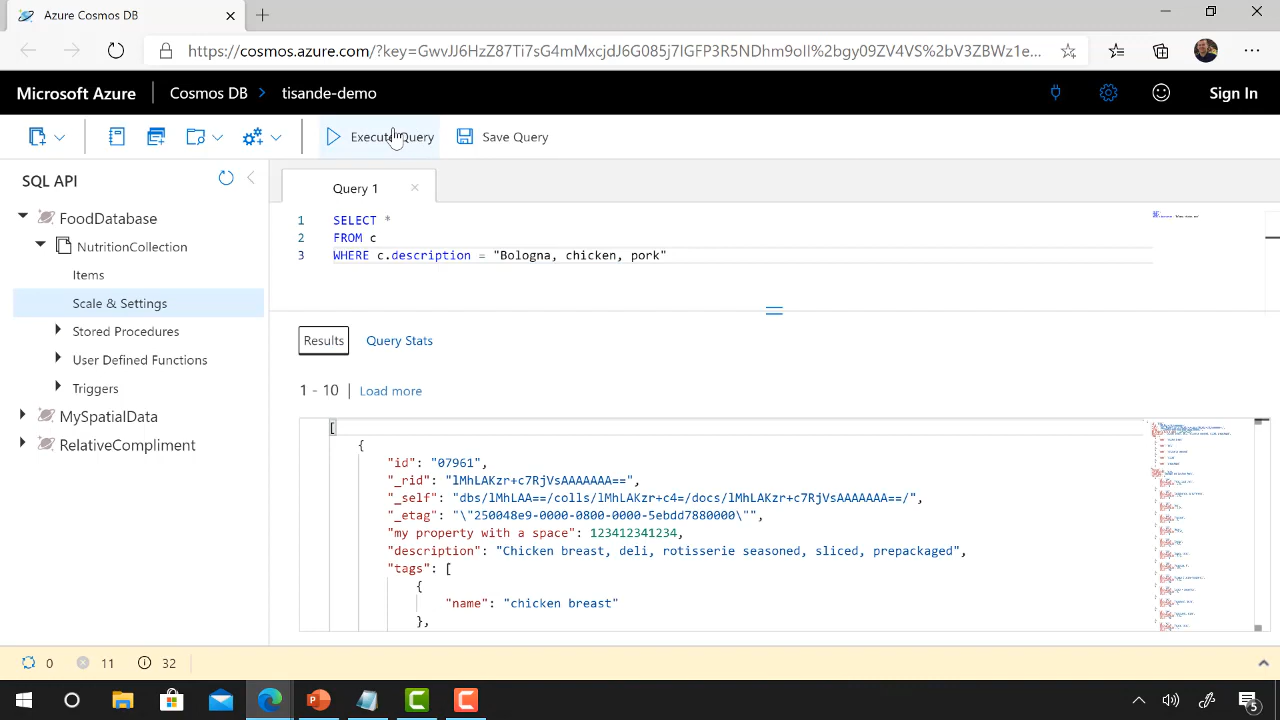 Azure Cosmos DB
https://cosmos.azure.com/?key=GwvJJ6HzZ87Ti7sG4mMxcjdJ6G085j7IGFP3R5NDhm9oIl%2bgy09ZV4VS%2bV3ZBWz1e...
Microsoft Azure Cosmos DB > tisande-demo Sign In
Execute Query Save Query
SQL API
Query 1
FoodDatabase
NutritionCollection
Items
Scale & Settings
Stored Procedures
User Defined Functions
Triggers
MySpatialData
RelativeCompliment
1 SELECT *
2 FROM c
3 WHERE c.description = "Bologna, chicken, pork"
Results Query Stats
1 - 10 | Load more
[
{
"id": "07961",
"_rid": "lMhLAKzr+c7RjVsAAAAAAA==",
"_self": "dbs/lMhLAA==/colls/lMhLAKzr+c4=/docs/lMhLAKzr+c7RjVsAAAAAAA==/",
"_etag": "\"250048e9-0000-0800-0000-5ebdd7880000\"",
"my property with a space": 123412341234,
"description": "Chicken breast, deli, rotisserie seasoned, sliced, prepackaged",
"tags": [
{
"name": "chicken breast"
},
0 11 32
5